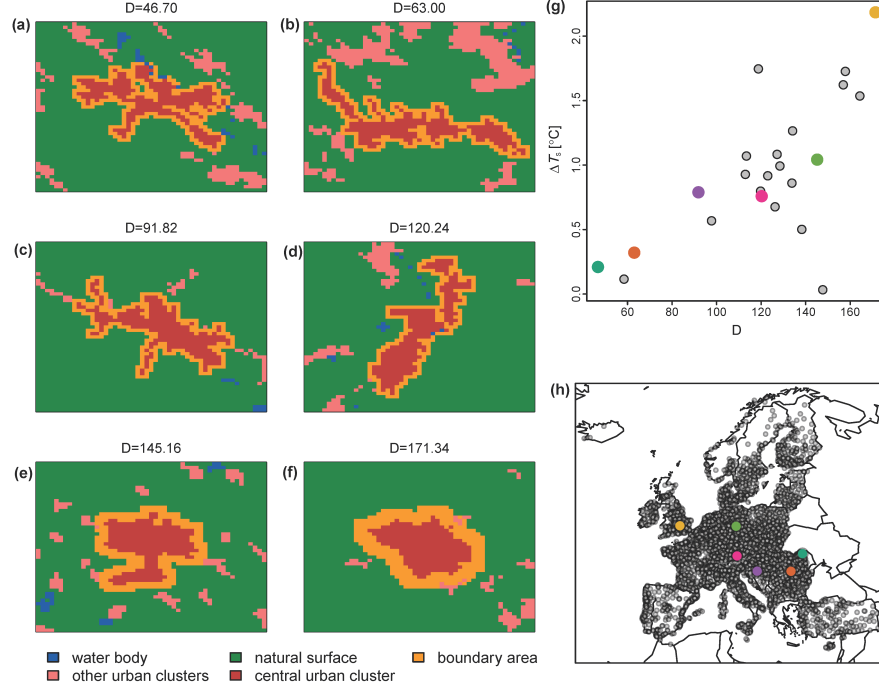 (a)
D=46.70
(b)
D=63.00
(c)
D=91.82
(d)
D=120.24
(e)
D=145.16
(f)
D=171.34
water body
natural surface
boundary area
other urban clusters
central urban cluster
(g)
2.0
1.5
1.0
0.5
0.0
ΔTs [°C]
60
80
100
120
140
160
D
(h)